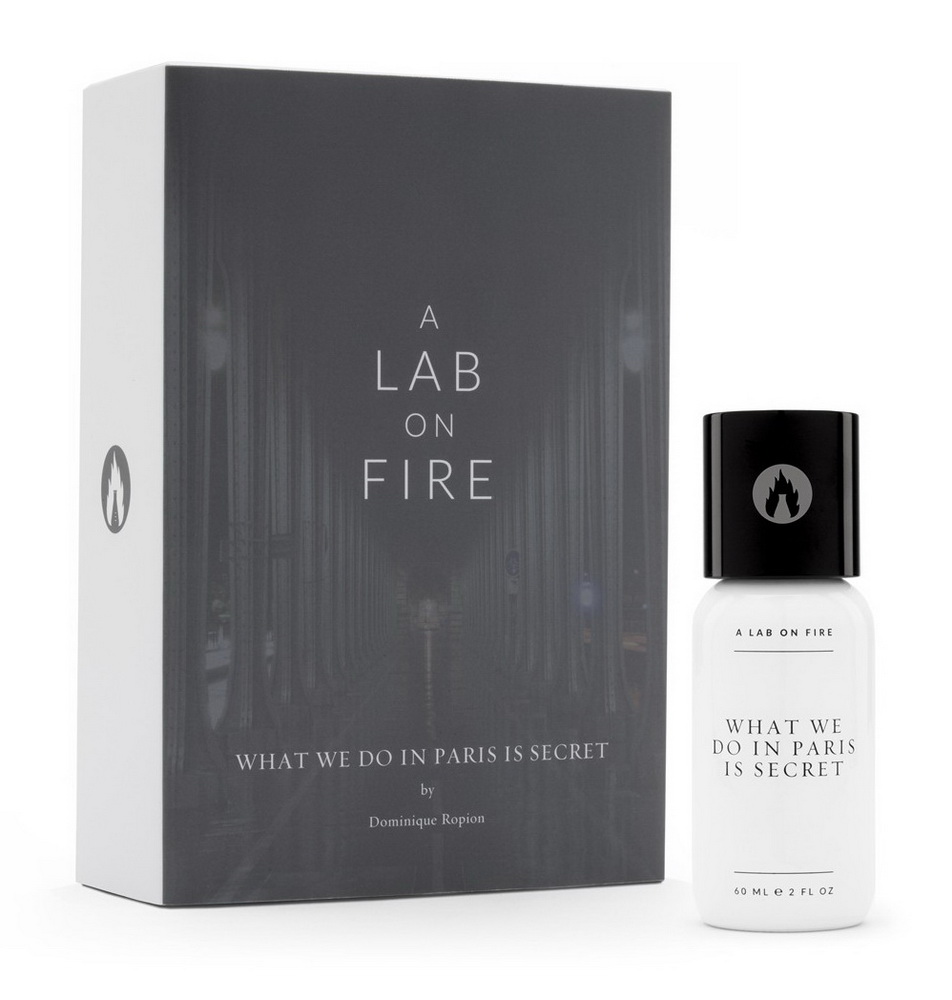 A
LAB
ON
FIRE
WHAT WE DO IN PARIS IS SECRET
by
Dominique Ropion
A LAB ON FIRE
WHAT WE
DO IN PARIS
IS SECRET
60 ML ℮ 2 FL OZ